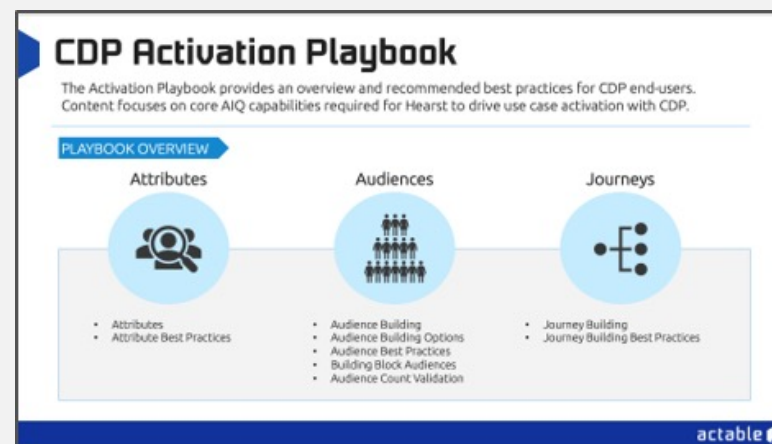 CDP Activation Playbook
The Activation Playbook provides an overview and recommended best practices for CDP end-users.
Content focuses on core AIQ capabilities required for Hearst to drive use case activation with CDP.
PLAYBOOK OVERVIEW
Attributes
Audiences
Journeys
• Attributes
• Attribute Best Practices
• Audience Building
• Audience Building Options
• Audience Best Practices
• Building Block Audiences
• Audience Count Validation
• Journey Building
• Journey Building Best Practices
actable